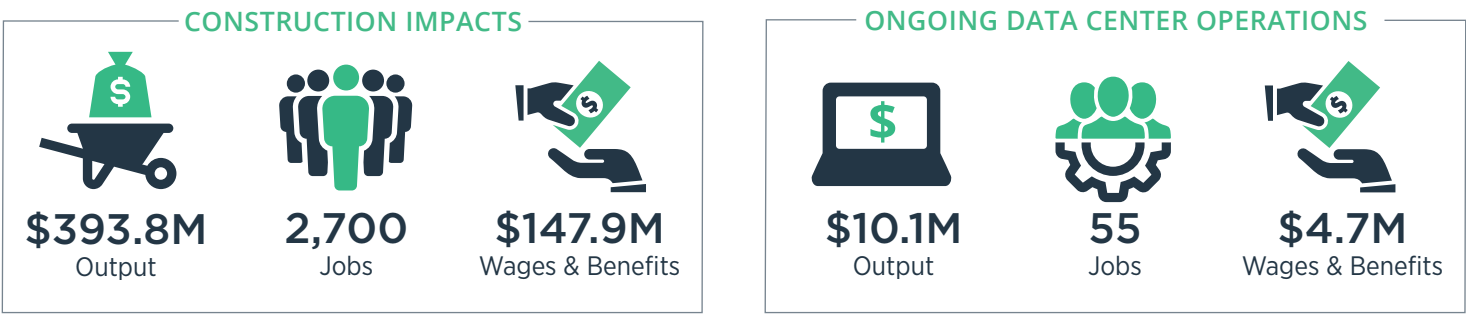 CONSTRUCTION IMPACTS
$
$
$393.8M
Output
2,700
Jobs
$147.9M
Wages & Benefits
ONGOING DATA CENTER OPERATIONS
$
$
$10.1M
Output
55
Jobs
$4.7M
Wages & Benefits